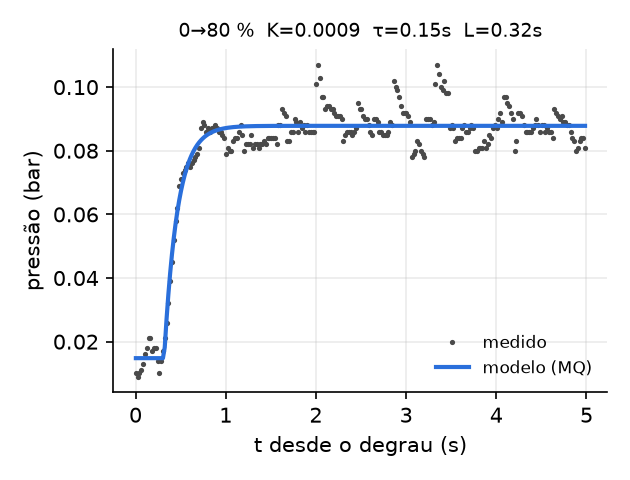 0→80 %  K=0.0009  τ=0.15s  L=0.32s
pressão (bar)
0.10
0.08
0.06
0.04
0.02
medido
modelo (MQ)
0 1 2 3 4 5
t desde o degrau (s)